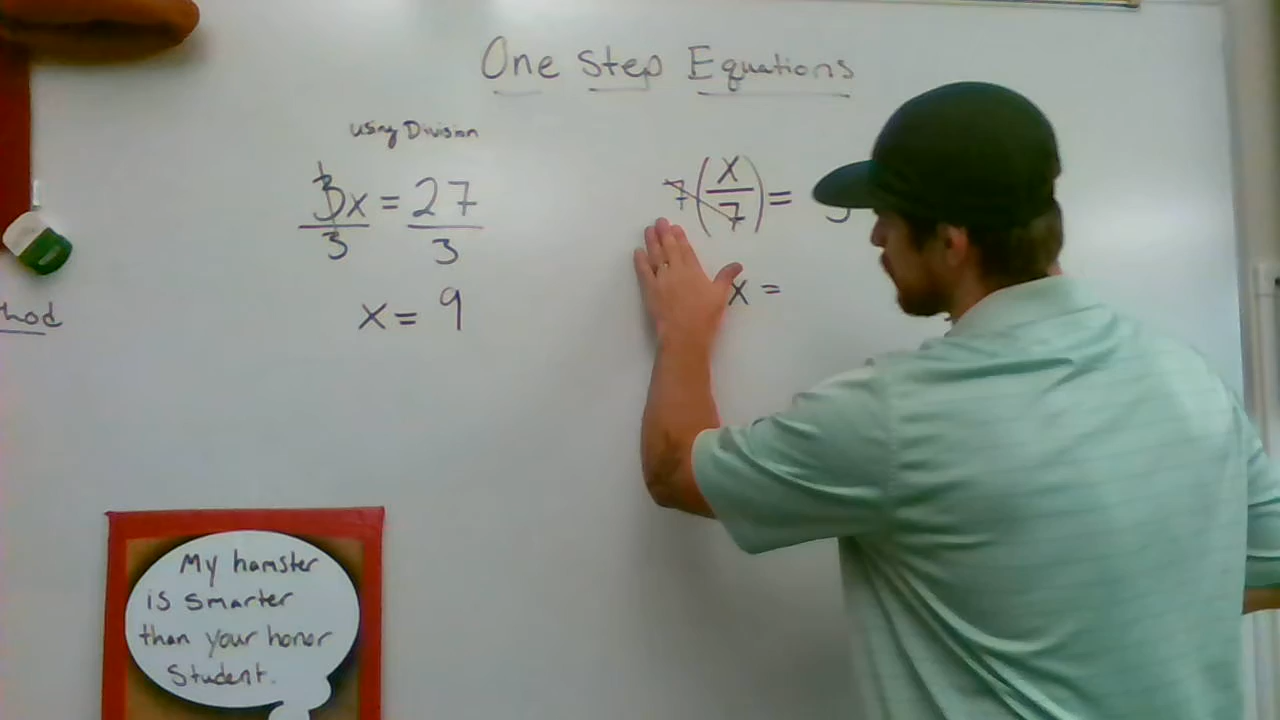 One Step Equations
using Division
3x = 27
3 3
x = 9
7(x/7) =
x =
hod
My hamster
is smarter
than your honor
student.